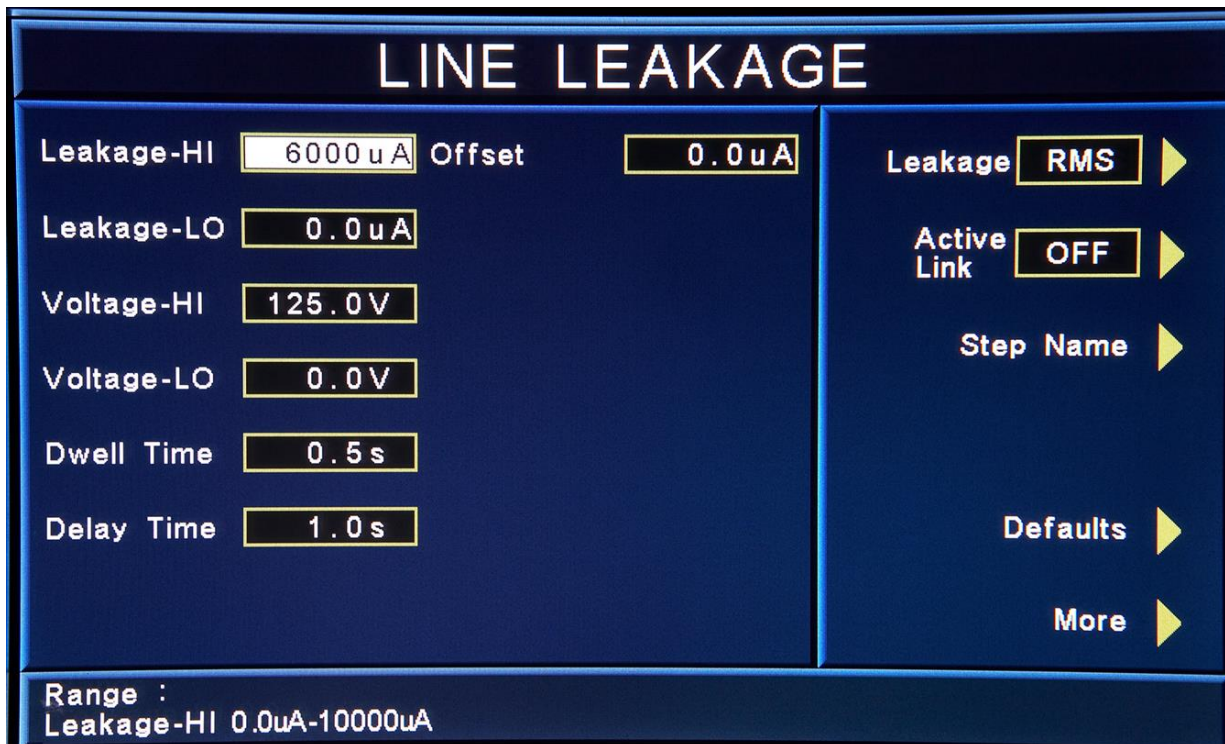 LINE LEAKAGE
Leakage-HI 6000uA Offset 0.0uA
Leakage-LO 0.0uA
Voltage-HI 125.0V
Voltage-LO 0.0V
Dwell Time 0.5s
Delay Time 1.0s
Leakage RMS
Active Link OFF
Step Name
Defaults
More
Range :
Leakage-HI 0.0uA-10000uA